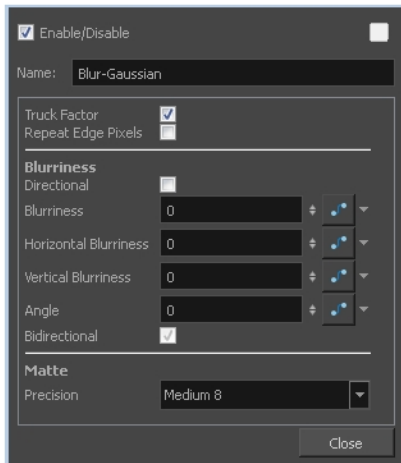 Enable/Disable
Name: Blur-Gaussian
Truck Factor
Repeat Edge Pixels
Blurriness
Directional
Blurriness 0
Horizontal Blurriness 0
Vertical Blurriness 0
Angle 0
Bidirectional
Matte
Precision Medium 8
Close